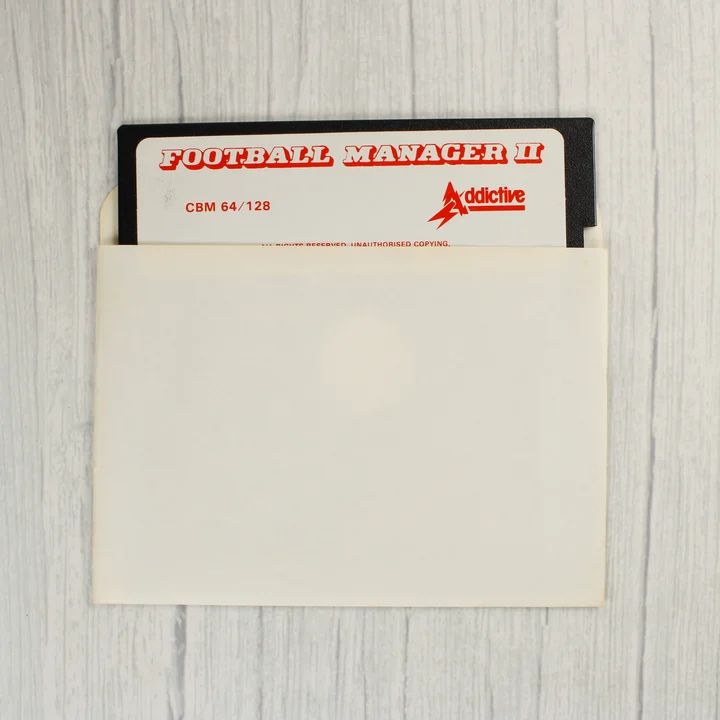 FOOTBALL MANAGER II
CBM 64/128
Addictive
ALL RIGHTS RESERVED. UNAUTHORISED COPYING,